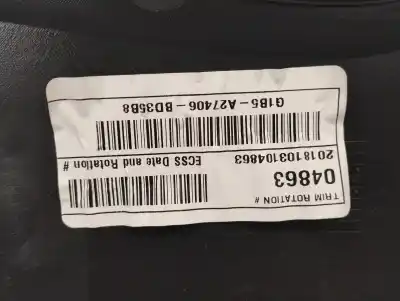 TRIM ROTATION #
04863
2018103104863
ECSS Date and Rotation #
G1B5-A27406-BD35B8